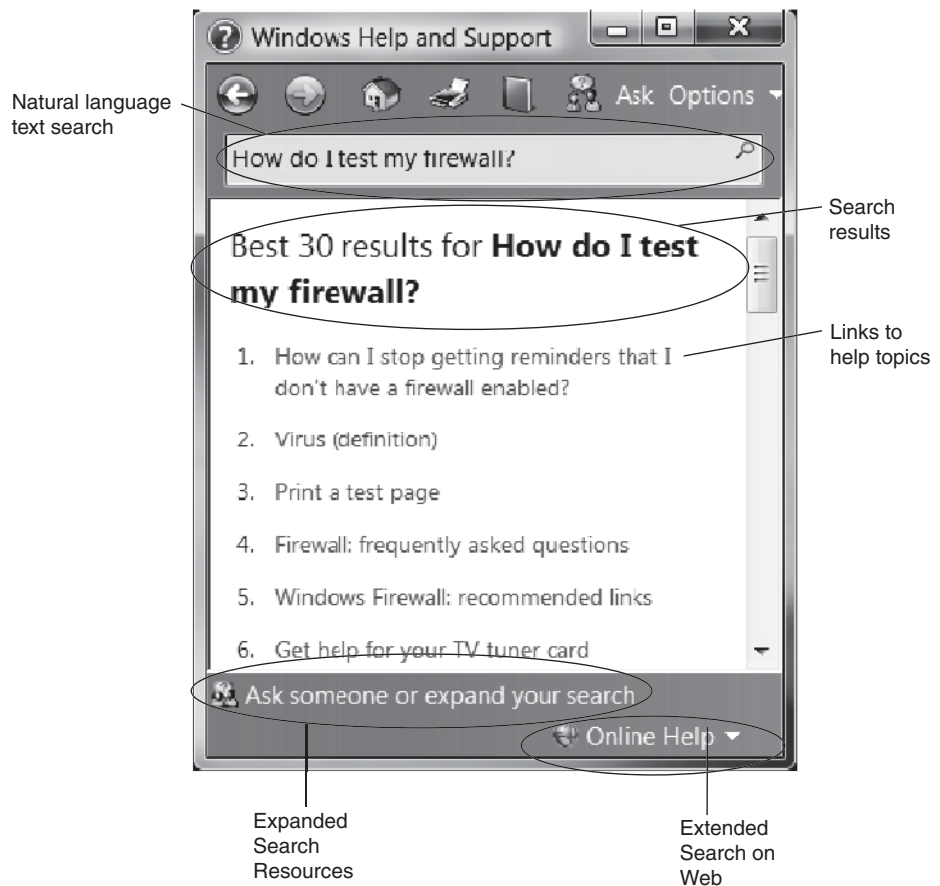 Windows Help and Support
Ask Options
Natural language
text search
How do I test my firewall?
Search
results
Best 30 results for How do I test
my firewall?
Links to
help topics
1. How can I stop getting reminders that I
don't have a firewall enabled?
2. Virus (definition)
3. Print a test page
4. Firewall: frequently asked questions
5. Windows Firewall: recommended links
6. Get help for your TV tuner card
Ask someone or expand your search
Online Help
Expanded
Search
Resources
Extended
Search on
Web